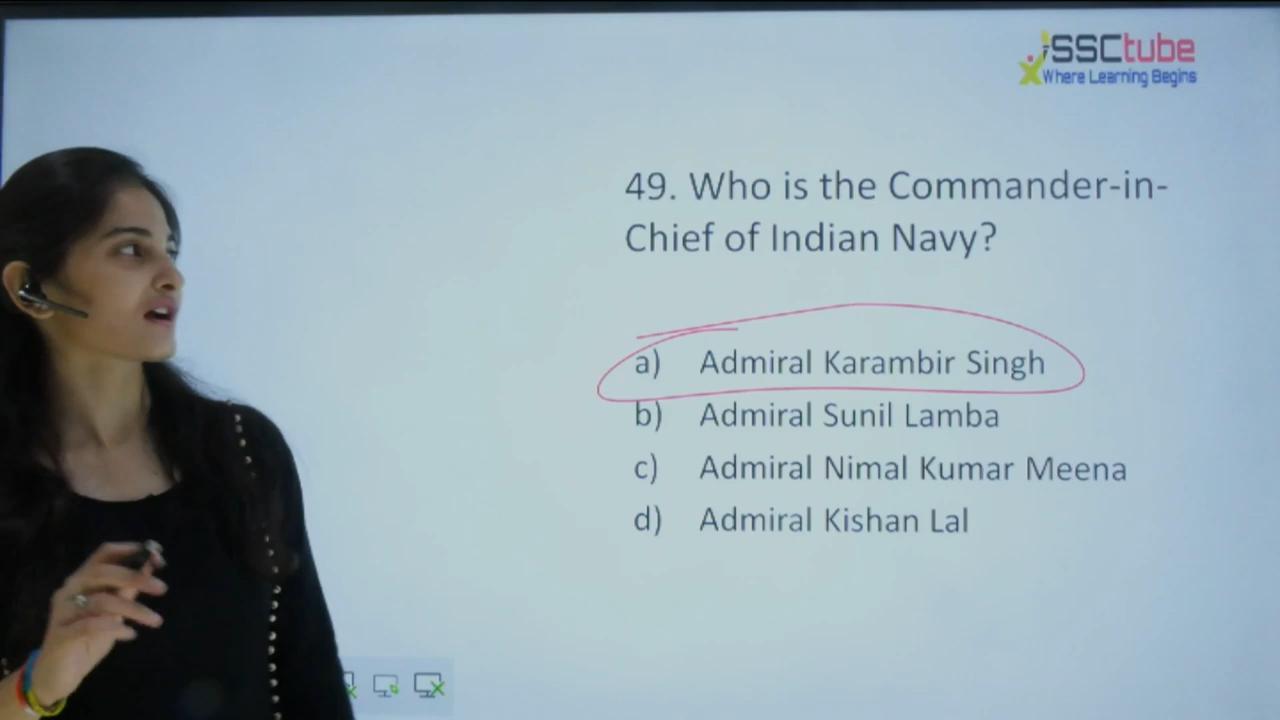 SSCtube
Where Learning Begins
49. Who is the Commander-in-
Chief of Indian Navy?
a) Admiral Karambir Singh
b) Admiral Sunil Lamba
c) Admiral Nimal Kumar Meena
d) Admiral Kishan Lal